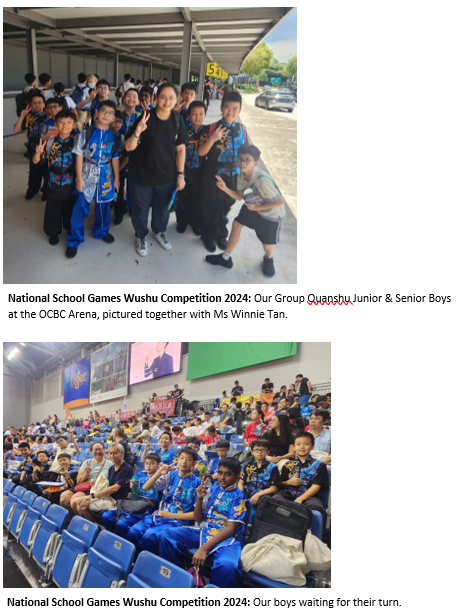 National School Games Wushu Competition 2024: Our Group Quanshu Junior & Senior Boys
at the OCBC Arena, pictured together with Ms Winnie Tan.
National School Games Wushu Competition 2024: Our boys waiting for their turn.